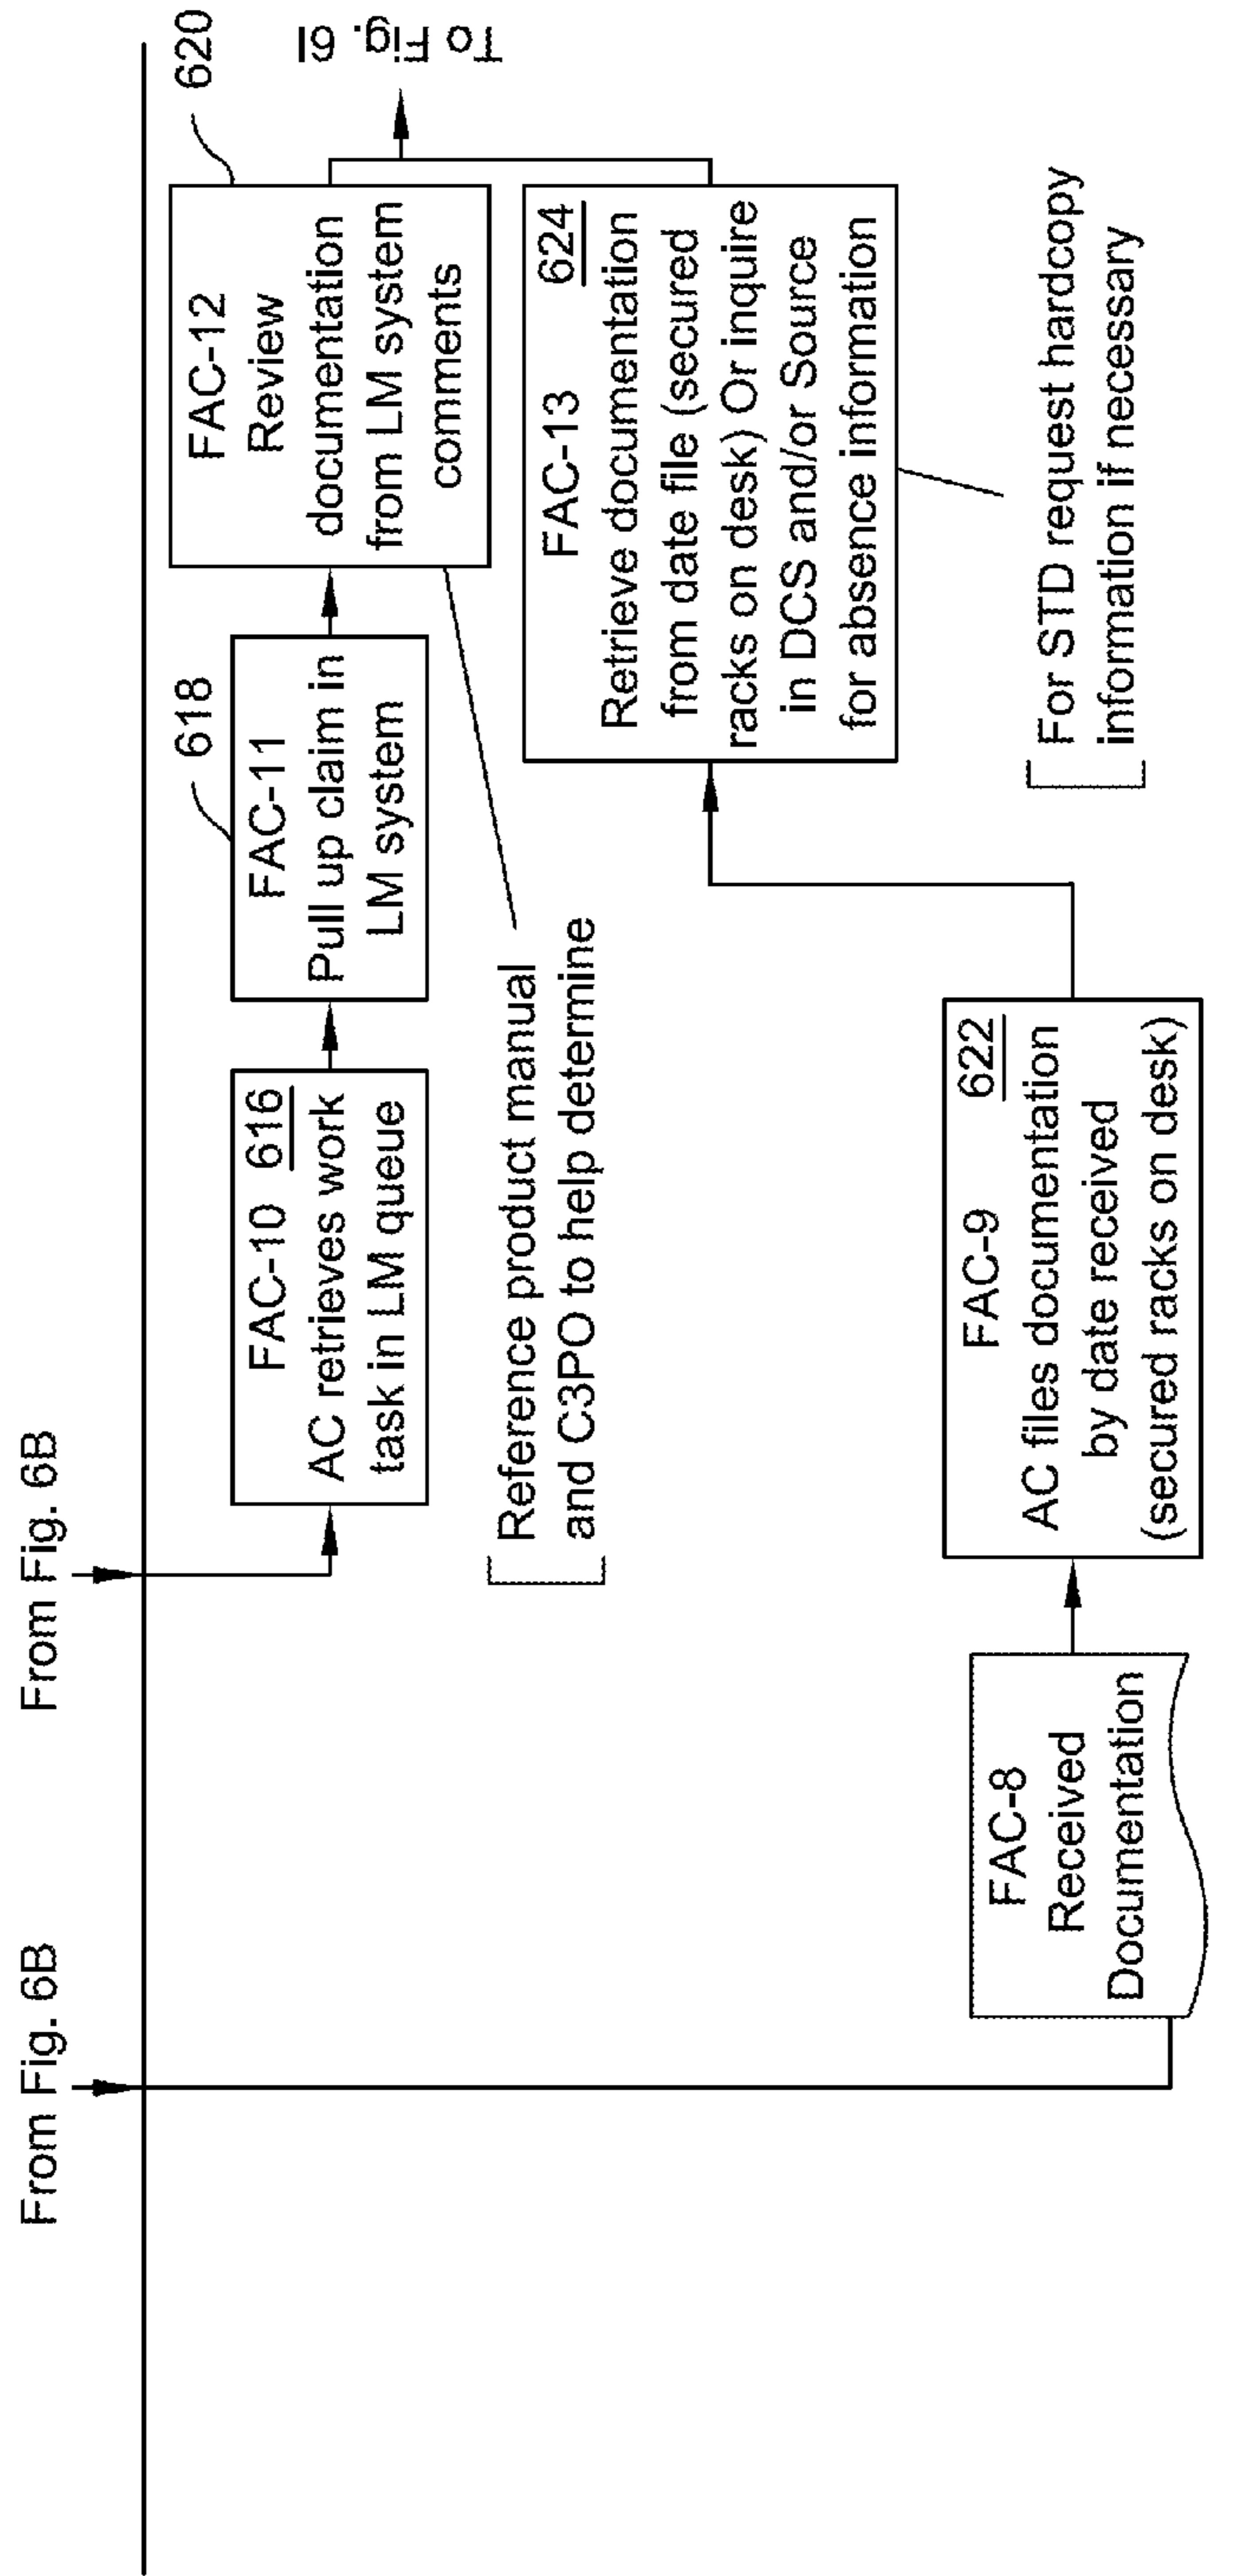 From Fig. 6B
From Fig. 6B
FAC-10 616
AC retrieves work
task in LM queue
618
FAC-11
Pull up claim in
LM system
620
FAC-12
Review
documentation
from LM system
comments
To Fig. 6I
Reference product manual
and C3PO to help determine
FAC-8
Received
Documentation
FAC-9 622
AC files documentation
by date received
(secured racks on desk)
FAC-13 624
Retrieve documentation
from date file (secured
racks on desk) Or inquire
in DCS and/or Source
for absence information
For STD request hardcopy
information if necessary